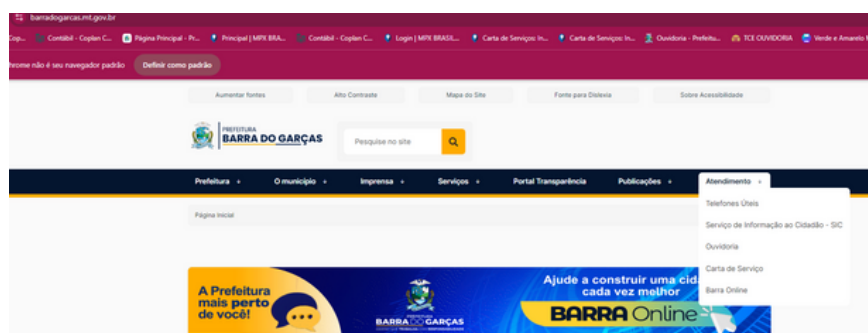 barradogarcas.mt.gov.br
Cop... Contábil - Coplan C... Página Principal - Pr... Principal | MPX BRA... Contábil - Coplan C... Login | MPX BRASIL... Carta de Serviços: In... Carta de Serviços: In... Ouvidoria - Prefeitu... TCE OUVIDORIA Verde e Amarelo
hrome não é seu navegador padrão Definir como padrão
Aumentar fontes Alto Contraste Mapa do Site Fonte para Dislexia Sobre Acessibilidade
PREFEITURA
BARRA DO GARÇAS
Pesquise no site
Prefeitura + O município + Imprensa + Serviços + Portal Transparência Publicações + Atendimento +
Telefones Úteis
Página Inicial
Serviço de Informação ao Cidadão - SIC
Ouvidoria
Carta de Serviço
Barra Online
A Prefeitura
mais perto
de você!
BARRA DO GARÇAS
Ajude a construir uma cid
cada vez melhor
BARRA Online